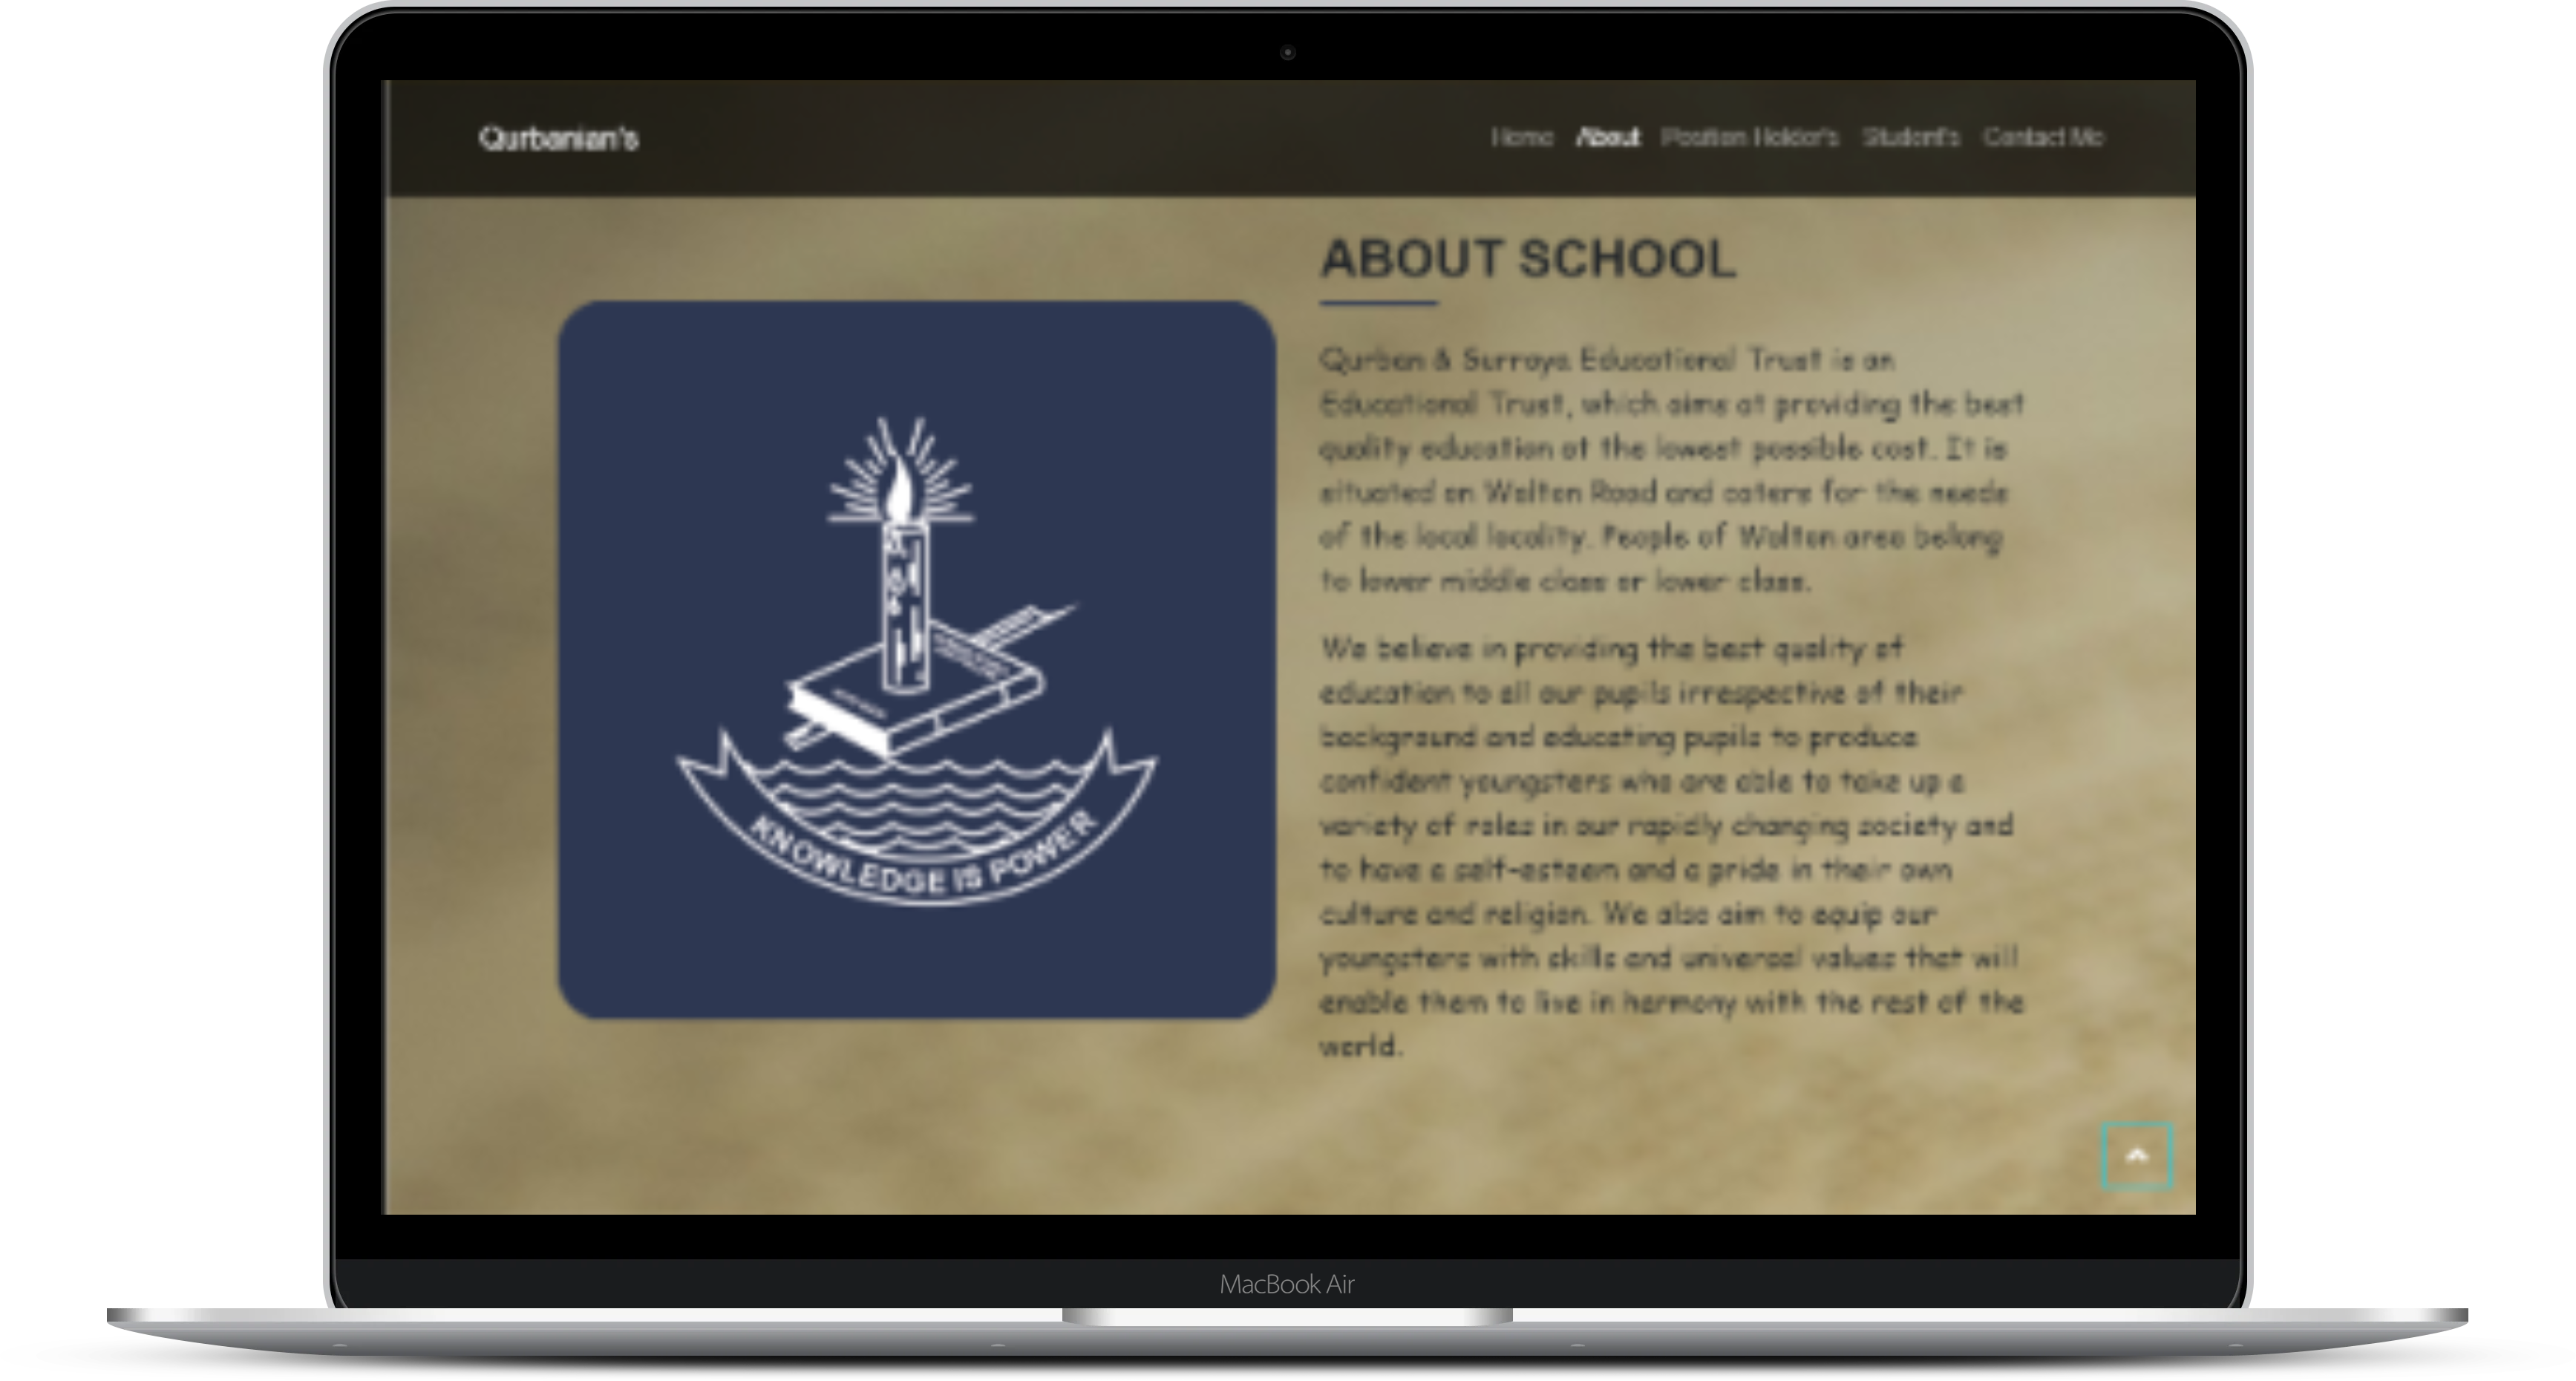 Qurbanian's
Home About Position Holder's Student's Contact Me
ABOUT SCHOOL
Qurban & Surraya Educational Trust is an
Educational Trust, which aims at providing the best
quality education at the lowest possible cost. It is
situated on Walton Road and caters for the needs
of the local locality. People of Walton area belong
to lower middle class or lower class.
We believe in providing the best quality of
education to all our pupils irrespective of their
background and educating pupils to produce
confident youngsters who are able to take up a
variety of roles in our rapidly changing society and
to have a self-esteem and a pride in their own
culture and religion. We also aim to equip our
youngsters with skills and universal values that will
enable them to live in harmony with the rest of the
world.
KNOWLEDGE IS POWER
MacBook Air